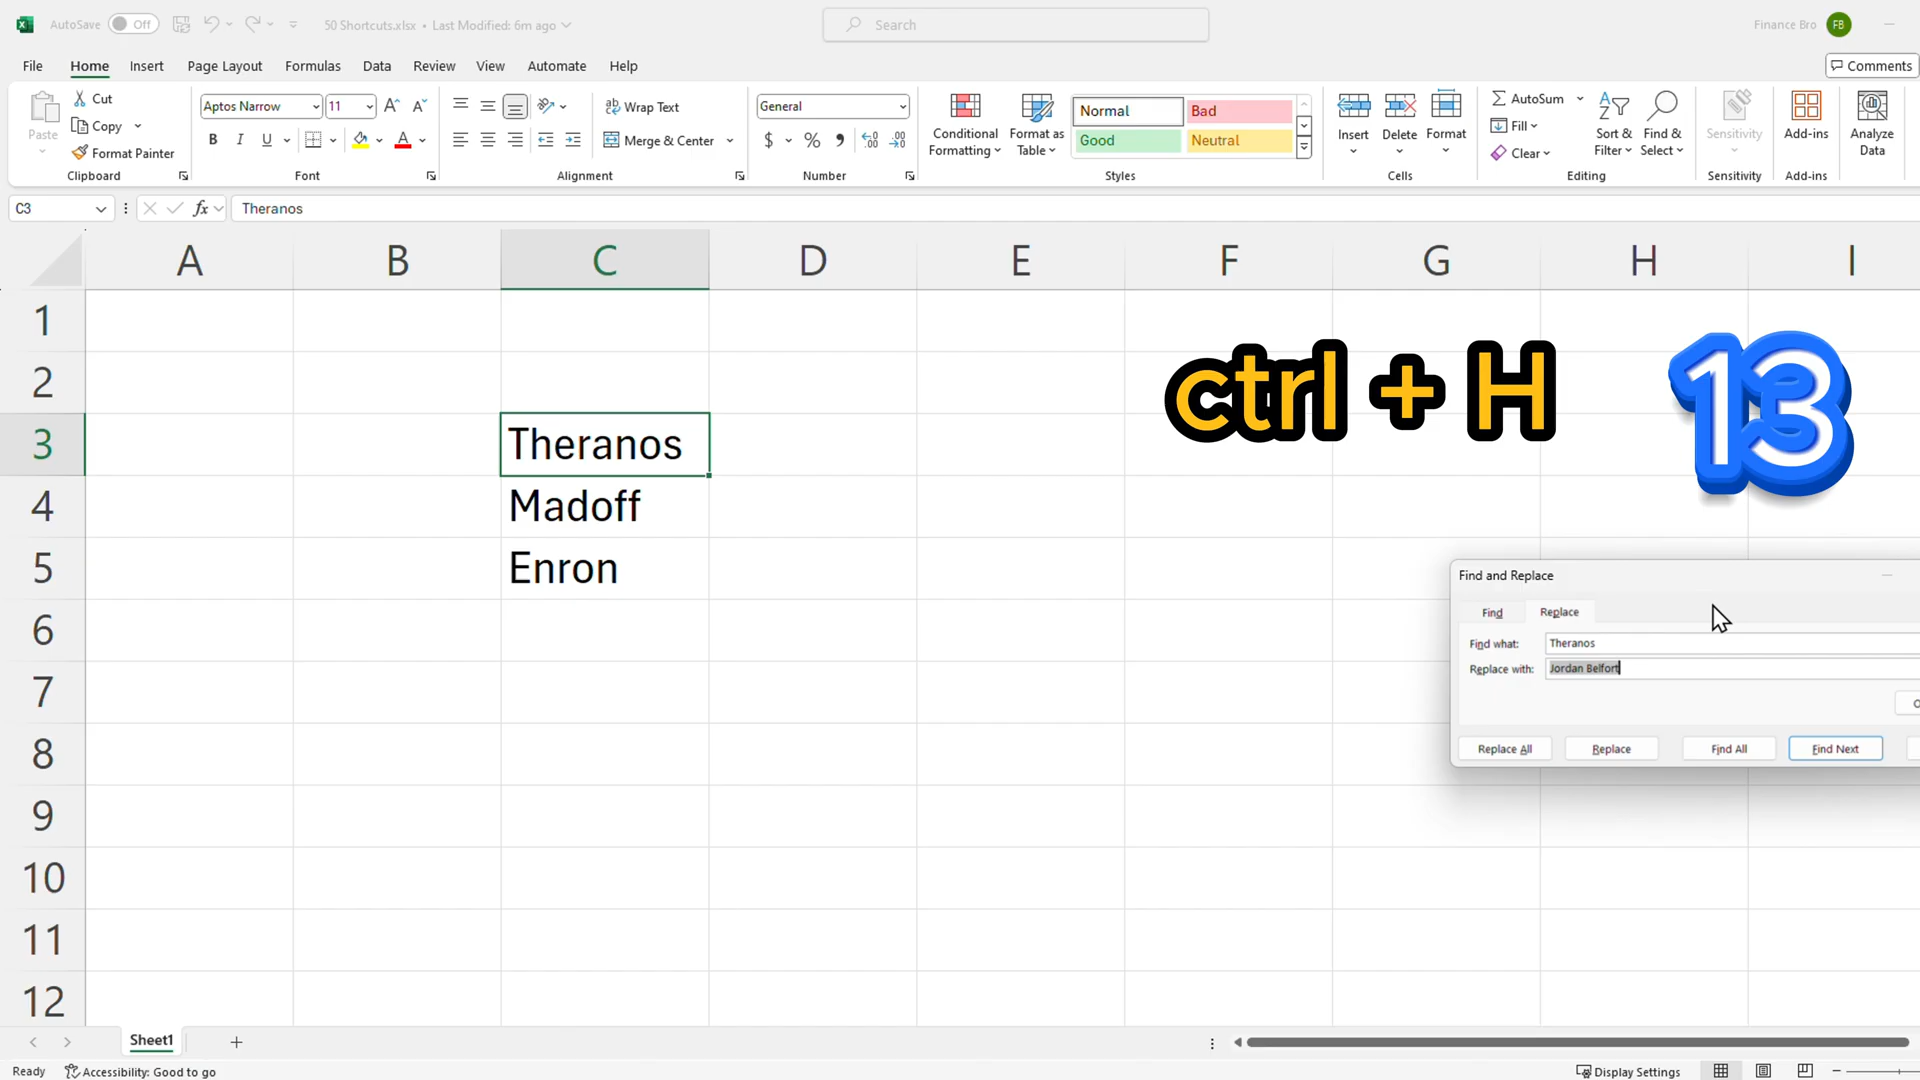 AutoSave Off 50 Shortcuts.xlsx • Last Modified: 6m ago Search Finance Bro FB
File Home Insert Page Layout Formulas Data Review View Automate Help Comments
Paste Cut Copy Format Painter Clipboard
Aptos Narrow 11 B I U A Font
Wrap Text Merge & Center Alignment
General $ % Number
Conditional Formatting Format as Table Normal Bad Good Neutral Styles
Insert Delete Format Cells
AutoSum Fill Clear Sort & Filter Find & Select Editing
Sensitivity Sensitivity
Add-ins Add-ins
Analyze Data
C3 fx Theranos
A B C D E F G H I
1
2
3 Theranos
4 Madoff
5 Enron
6
7
8
9
10
11
12
ctrl + H 13
Find and Replace
Find Replace
Find what: Theranos
Replace with: Jordan Belfort
Replace All Replace Find All Find Next
Sheet1
Ready Accessibility: Good to go Display Settings